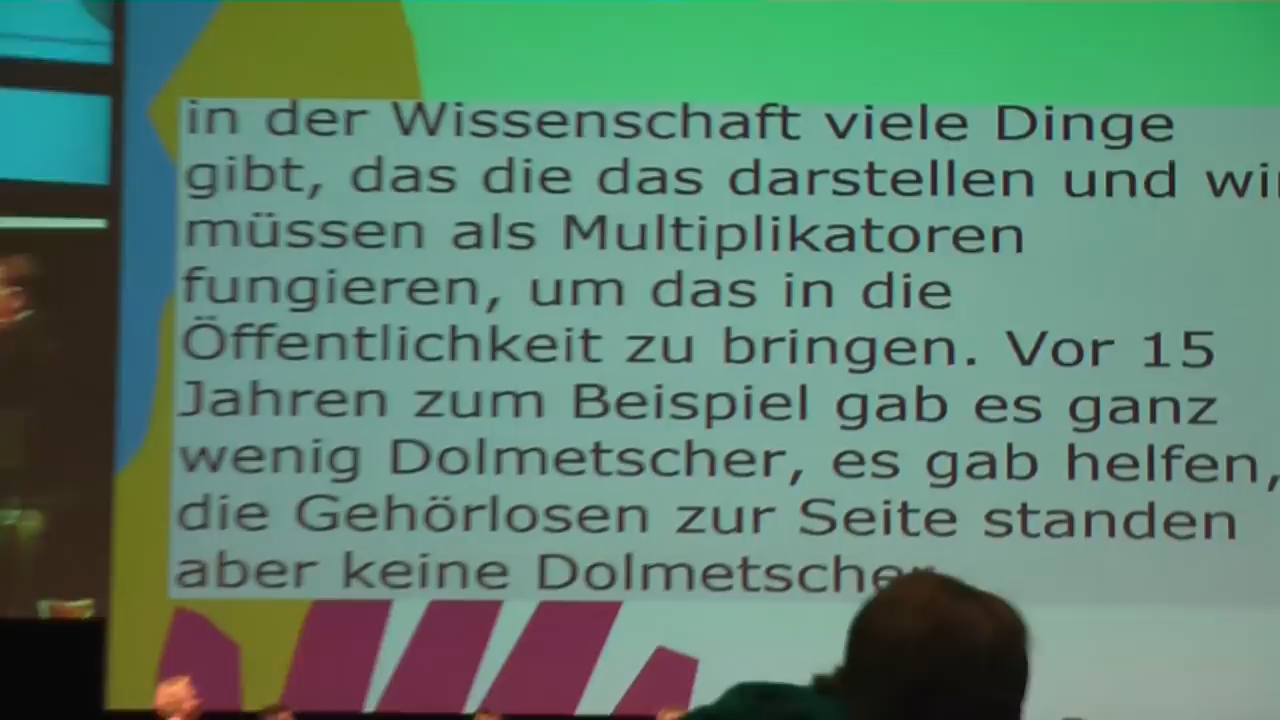 in der Wissenschaft viele Dinge
gibt, das die das darstellen und wir
müssen als Multiplikatoren
fungieren, um das in die
Öffentlichkeit zu bringen. Vor 15
Jahren zum Beispiel gab es ganz
wenig Dolmetscher, es gab helfen,
die Gehörlosen zur Seite standen
aber keine Dolmetscher